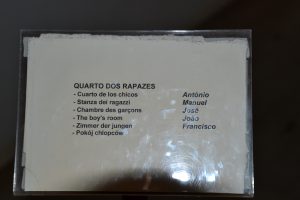 QUARTO DOS RAPAZES
- Cuarto de los chicos António
- Stanza dei ragazzi Manuel
- Chambre des garçons José
- The boy's room João
- Zimmer der jungen Francisco
- Pokój chlopców